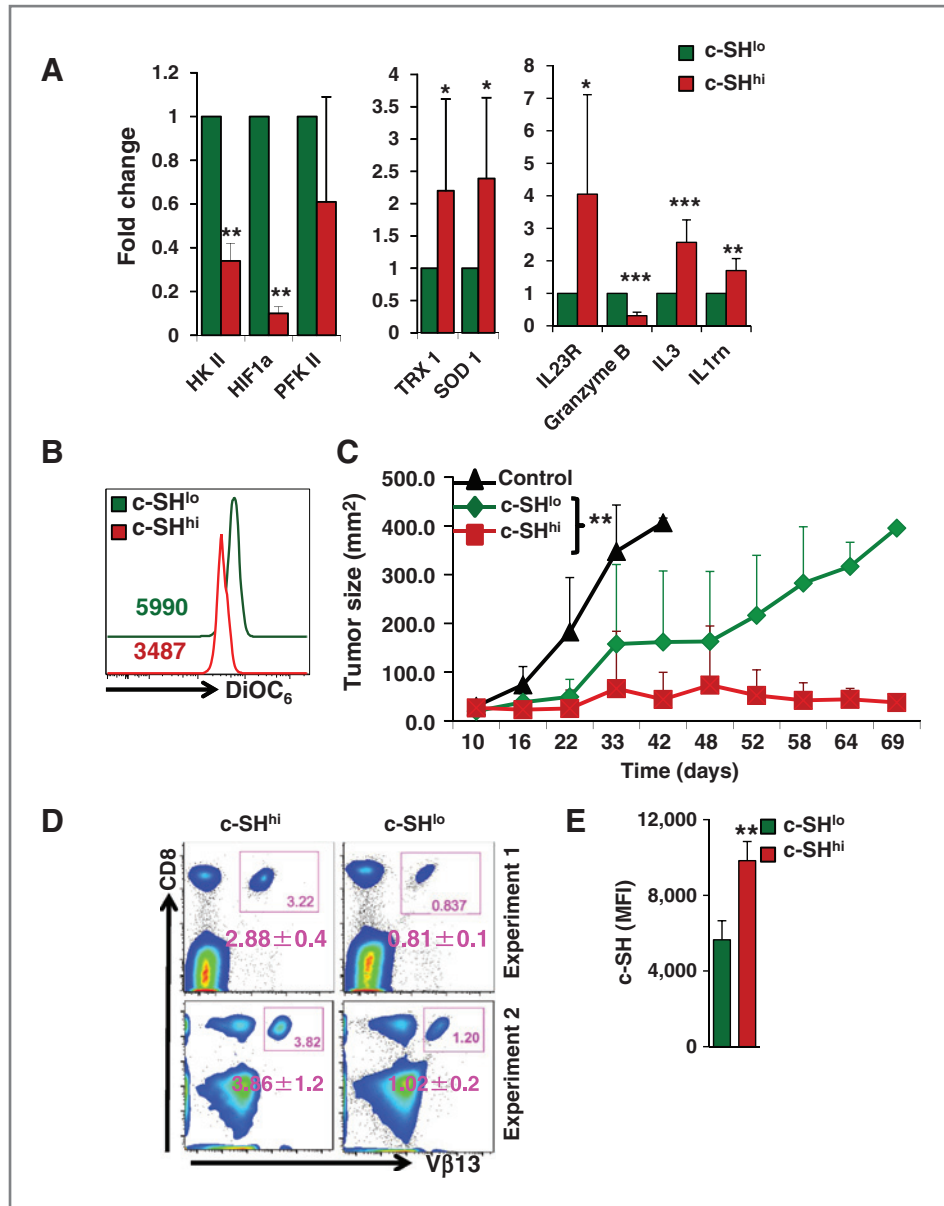 A
c-SHlo
c-SHhi
Fold change
1.2
1
0.8
0.6
0.4
0.2
0
** ** 
HK II
HIF1a
PFK II
4
3.5
3
2.5
2
1.5
1
0.5
0
* *
TRX 1
SOD 1
8
7
6
5
4
3
2
1
0
* *** *** **
IL23R
Granzyme B
IL3
IL1rn
B
c-SHlo
c-SHhi
5990
3487
DiOC6
C
Control
c-SHlo
c-SHhi
**
Tumor size (mm2)
500.0
400.0
300.0
200.0
100.0
0.0
10 16 22 33 42 48 52 58 64 69
Time (days)
D
c-SHhi c-SHlo
CD8
3.22
2.88±0.4
0.837
0.81±0.1
Experiment 1
3.82
3.86±1.2
1.20
1.02±0.2
Experiment 2
Vβ13
E
c-SHlo
c-SHhi
**
c-SH (MFI)
12,000
8,000
4,000
0